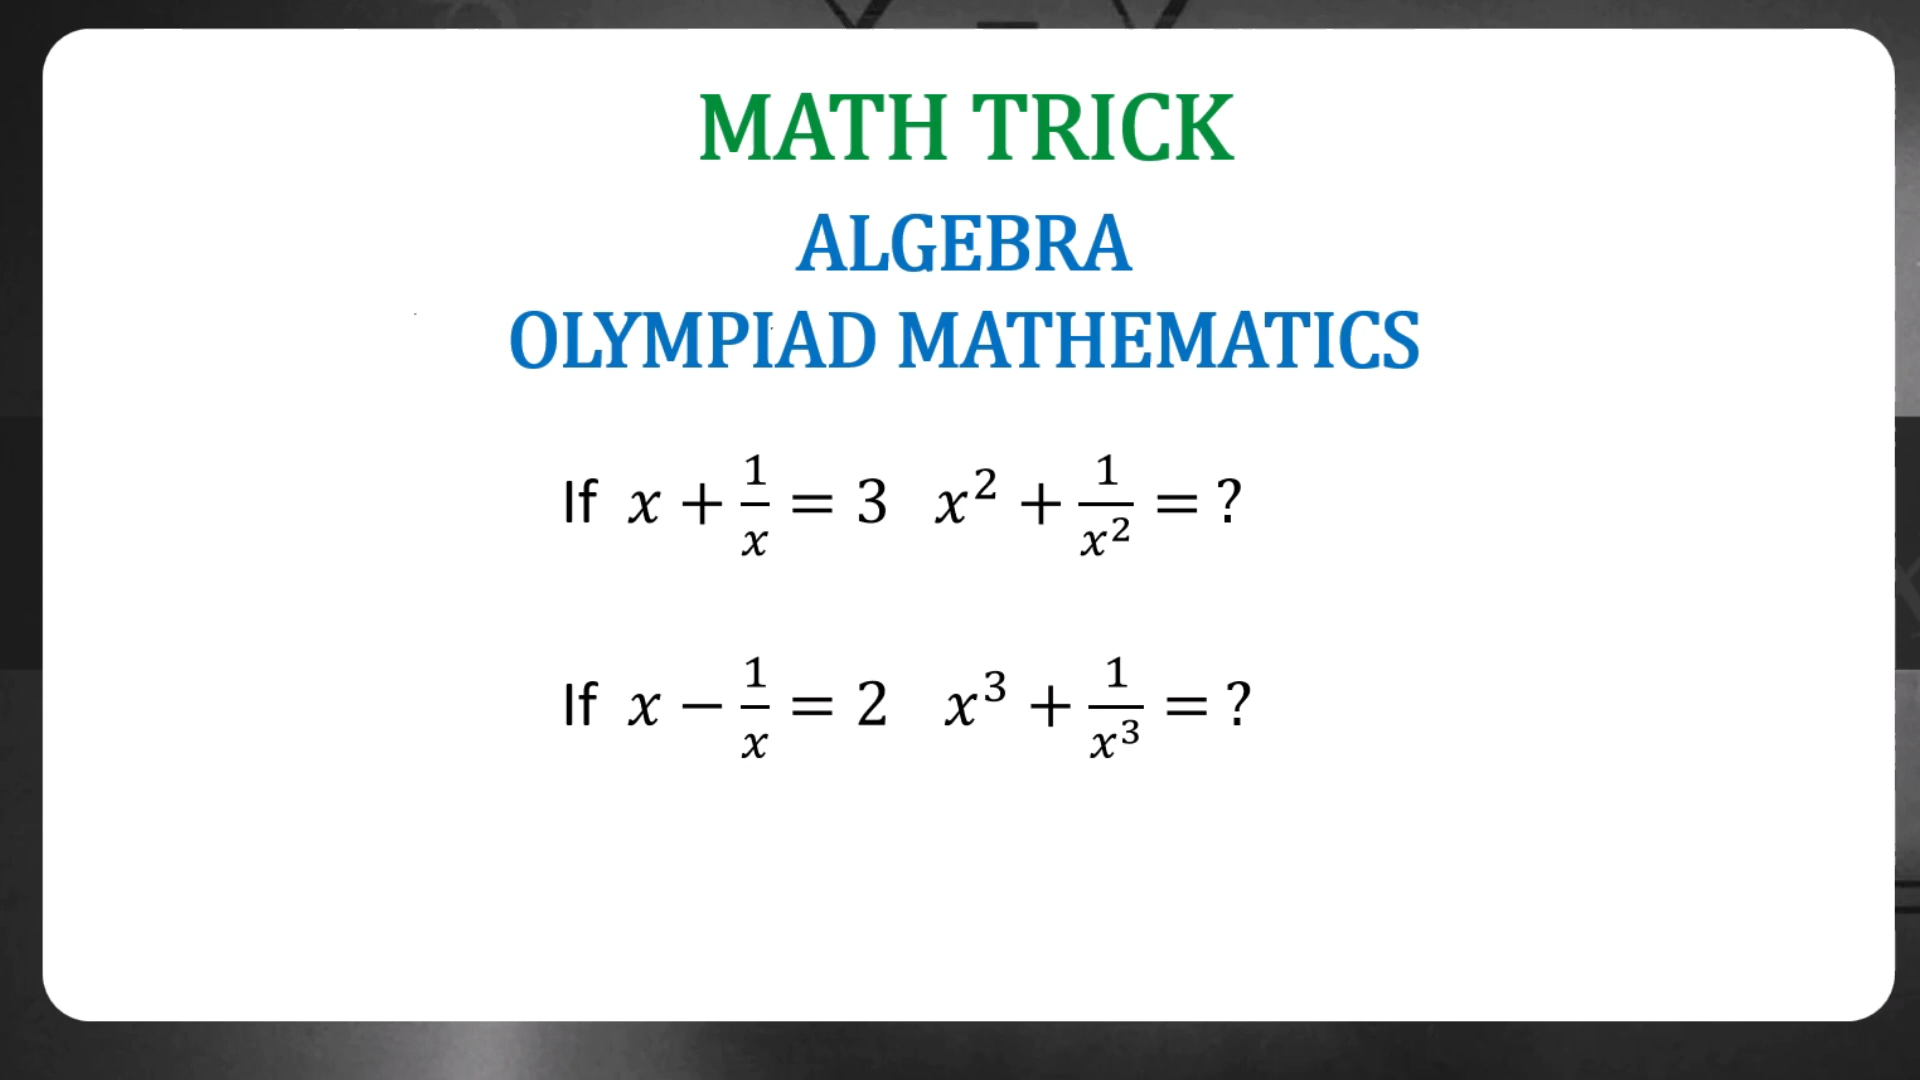 MATH TRICK
ALGEBRA
OLYMPIAD MATHEMATICS
If x + 1/x = 3 x² + 1/x² = ?
If x − 1/x = 2 x³ + 1/x³ = ?